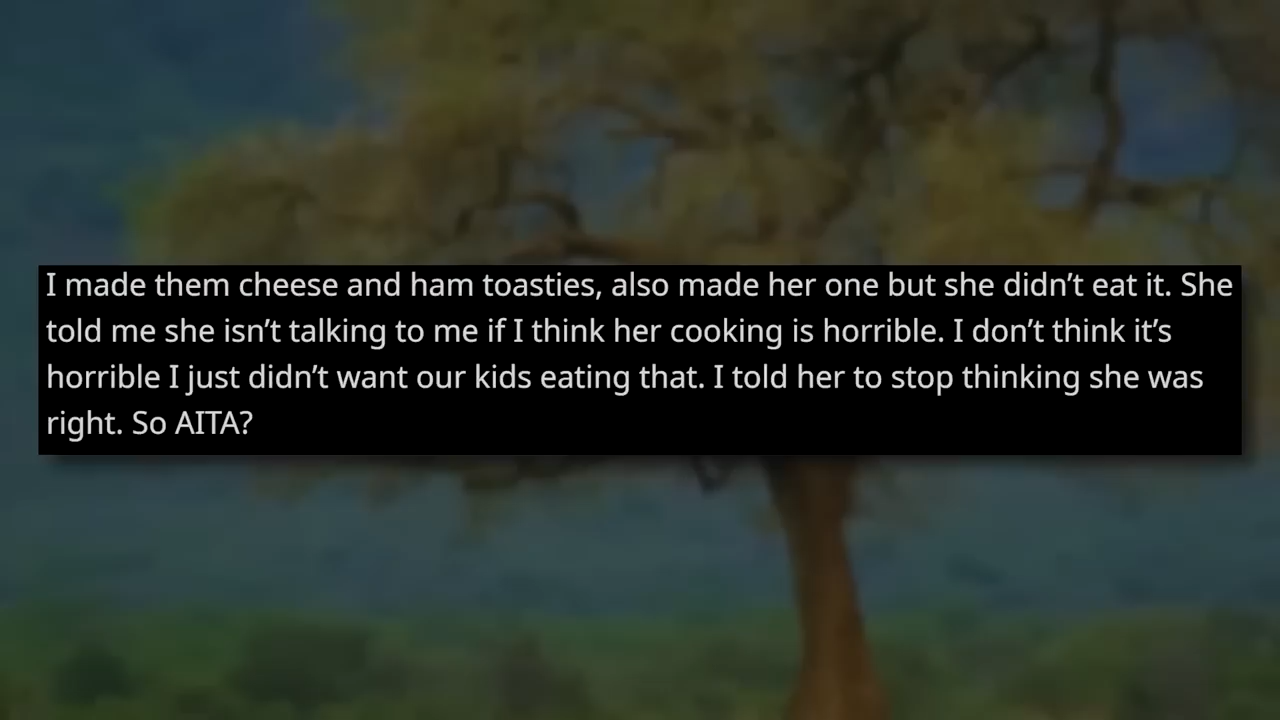 I made them cheese and ham toasties, also made her one but she didn’t eat it. She
told me she isn’t talking to me if I think her cooking is horrible. I don’t think it’s
horrible I just didn’t want our kids eating that. I told her to stop thinking she was
right. So AITA?